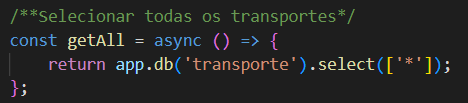 /**Selecionar todas os transportes*/
const getAll = async () => {
    return app.db('transporte').select(['*']);
};